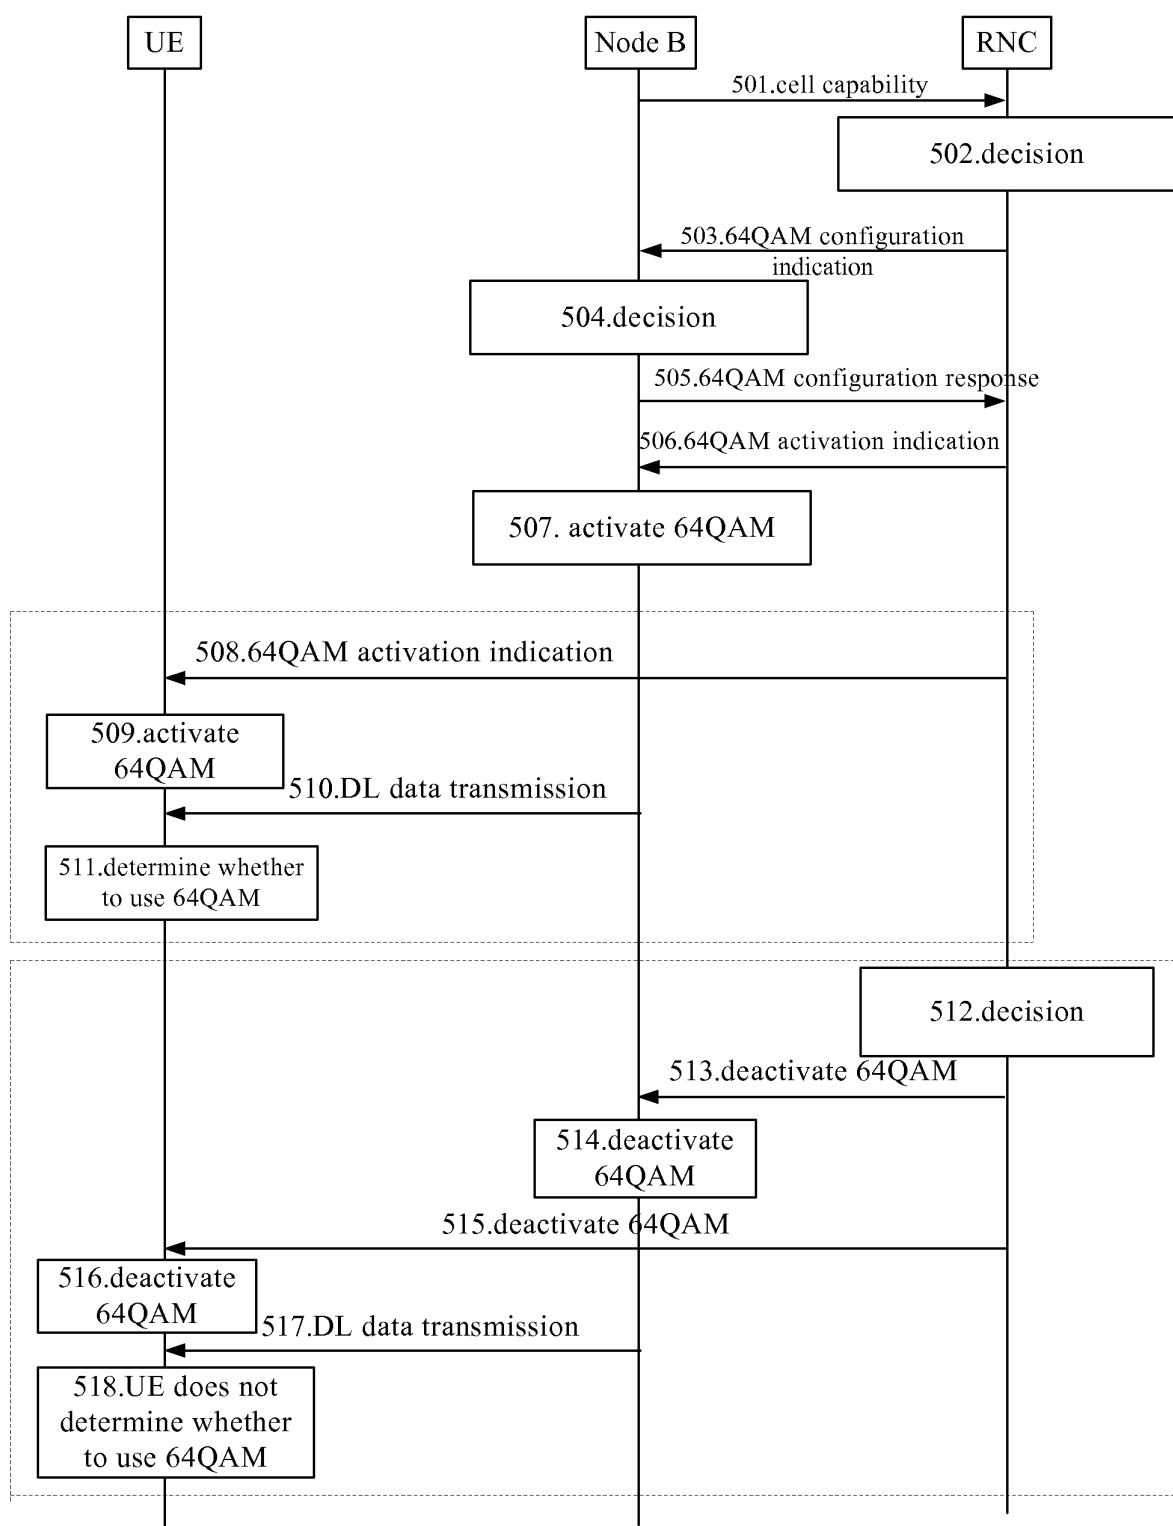 UE
Node B
RNC
501.cell capability
502.decision
503.64QAM configuration
indication
504.decision
505.64QAM configuration response
506.64QAM activation indication
507. activate 64QAM
508.64QAM activation indication
509.activate
64QAM
510.DL data transmission
511.determine whether
to use 64QAM
512.decision
513.deactivate 64QAM
514.deactivate
64QAM
515.deactivate 64QAM
516.deactivate
64QAM
517.DL data transmission
518.UE does not
determine whether
to use 64QAM